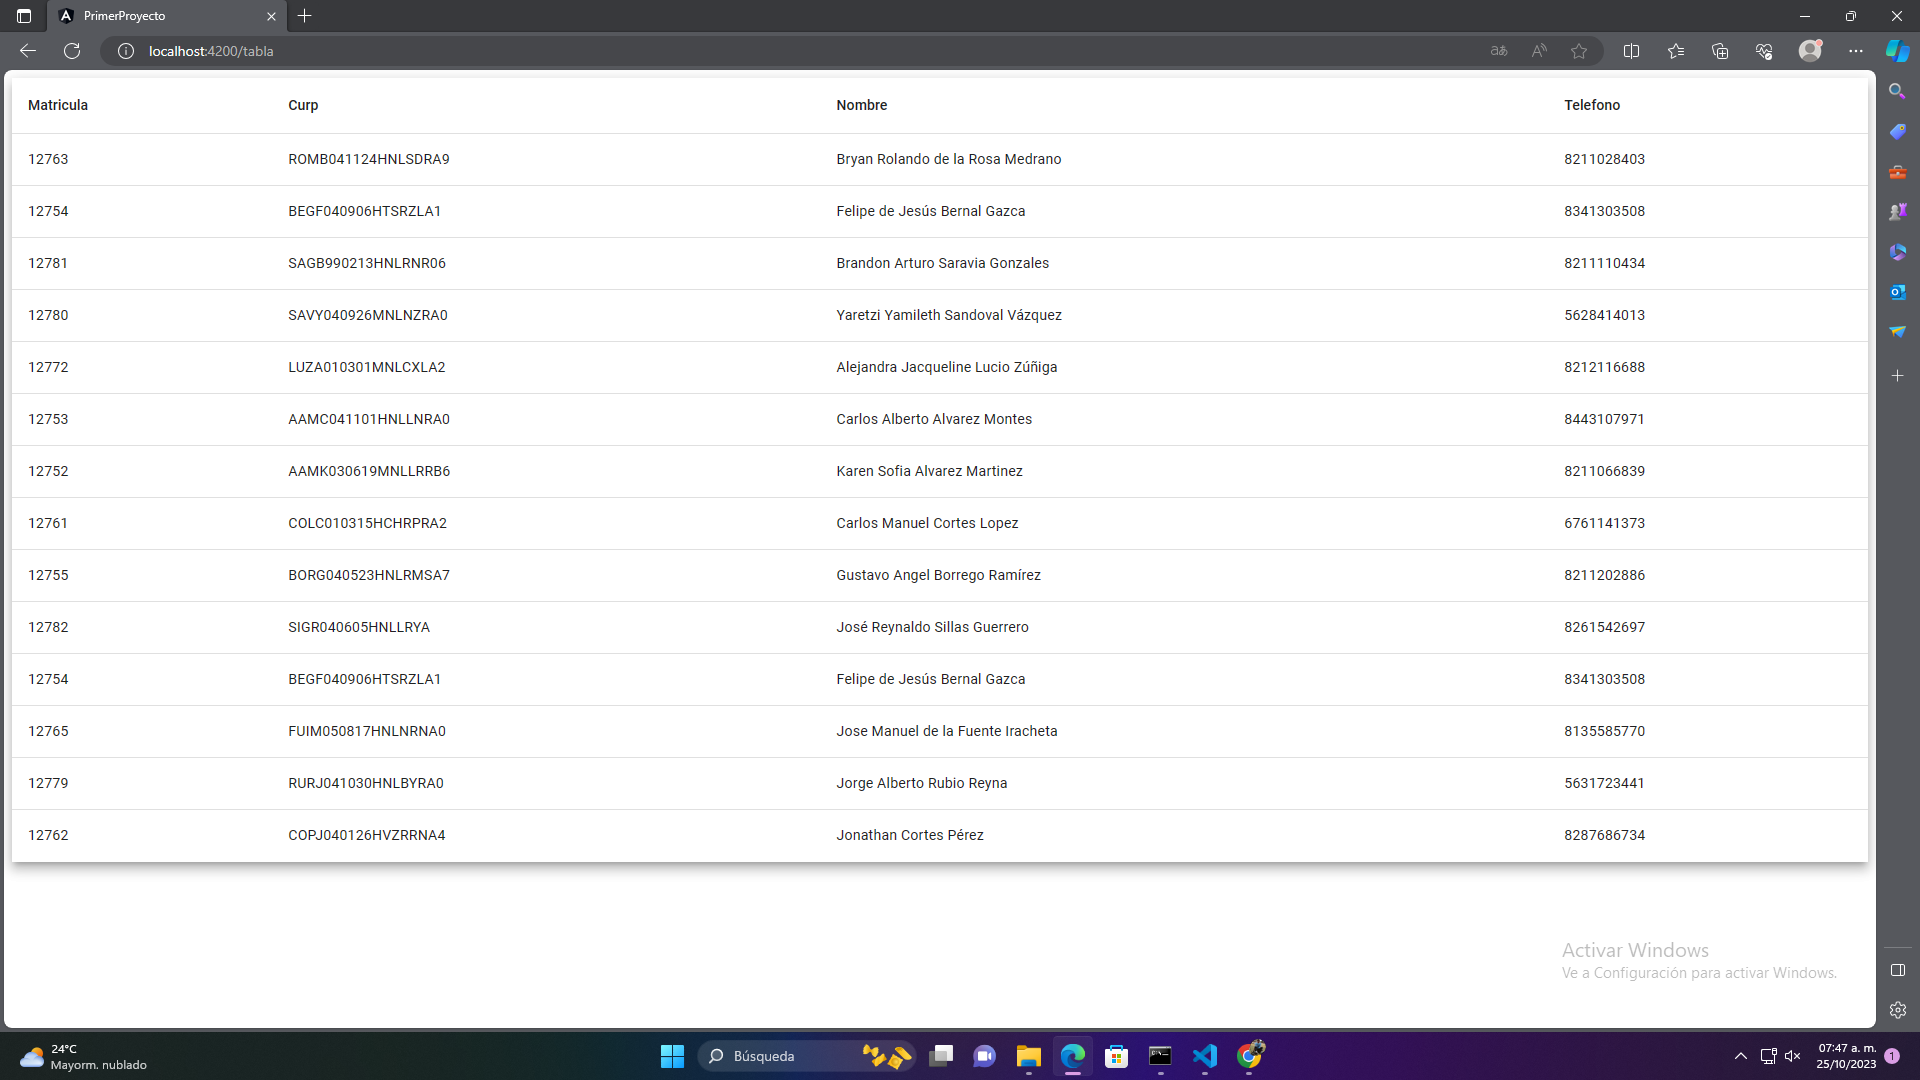 PrimerProyecto
localhost:4200/tabla
Matricula Curp Nombre Telefono
12763 ROMB041124HNLSDRA9 Bryan Rolando de la Rosa Medrano 8211028403
12754 BEGF040906HTSRZLA1 Felipe de Jesús Bernal Gazca 8341303508
12781 SAGB990213HNLRNR06 Brandon Arturo Saravia Gonzales 8211110434
12780 SAVY040926MNLNZRA0 Yaretzi Yamileth Sandoval Vázquez 5628414013
12772 LUZA010301MNLCXLA2 Alejandra Jacqueline Lucio Zúñiga 8212116688
12753 AAMC041101HNLLNRA0 Carlos Alberto Alvarez Montes 8443107971
12752 AAMK030619MNLLRRB6 Karen Sofia Alvarez Martinez 8211066839
12761 COLC010315HCHRPRA2 Carlos Manuel Cortes Lopez 6761141373
12755 BORG040523HNLRMSA7 Gustavo Angel Borrego Ramírez 8211202886
12782 SIGR040605HNLLRYA José Reynaldo Sillas Guerrero 8261542697
12754 BEGF040906HTSRZLA1 Felipe de Jesús Bernal Gazca 8341303508
12765 FUIM050817HNLNRNA0 Jose Manuel de la Fuente Iracheta 8135585770
12779 RURJ041030HNLBYRA0 Jorge Alberto Rubio Reyna 5631723441
12762 COPJ040126HVZRRNA4 Jonathan Cortes Pérez 8287686734
Activar Windows
Ve a Configuración para activar Windows.
24°C
Mayorm. nublado
Búsqueda
07:47 a. m.
25/10/2023
1